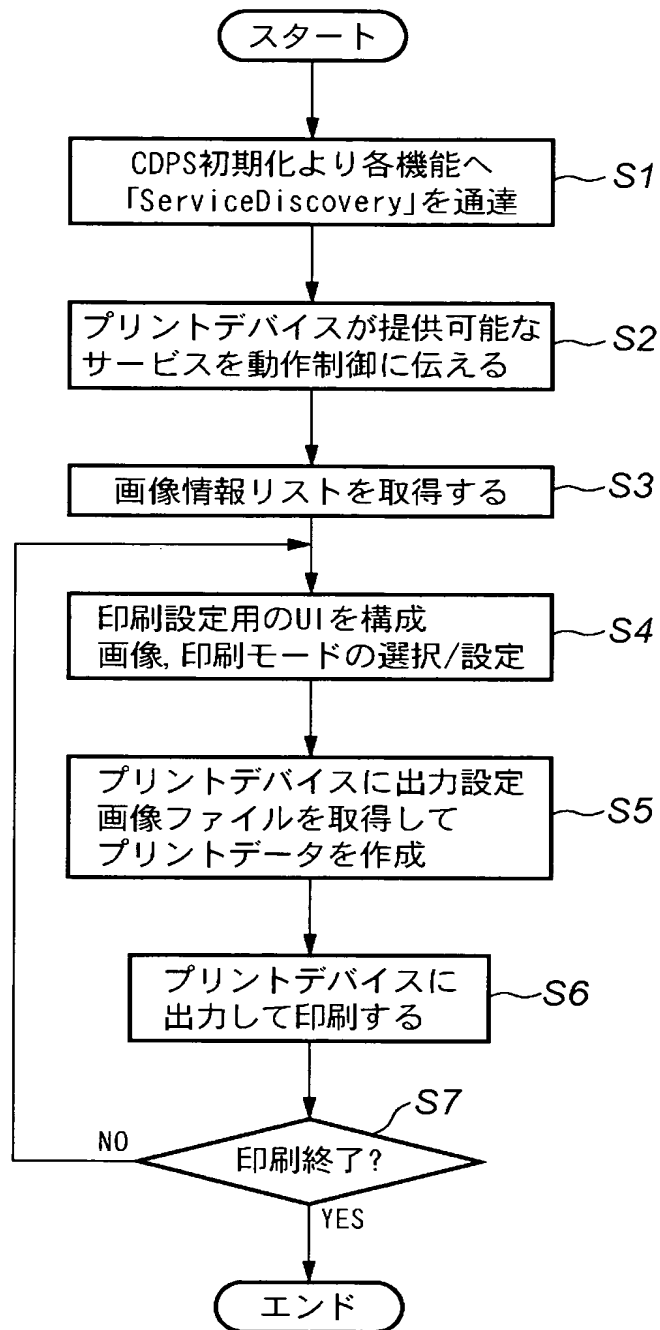 スタート
CDPS初期化より各機能へ
「ServiceDiscovery」を通達
S1
プリントデバイスが提供可能な
サービスを動作制御に伝える
S2
画像情報リストを取得する
S3
印刷設定用のUIを構成
画像,印刷モードの選択/設定
S4
プリントデバイスに出力設定
画像ファイルを取得して
プリントデータを作成
S5
プリントデバイスに
出力して印刷する
S6
S7
NO
印刷終了?
YES
エンド